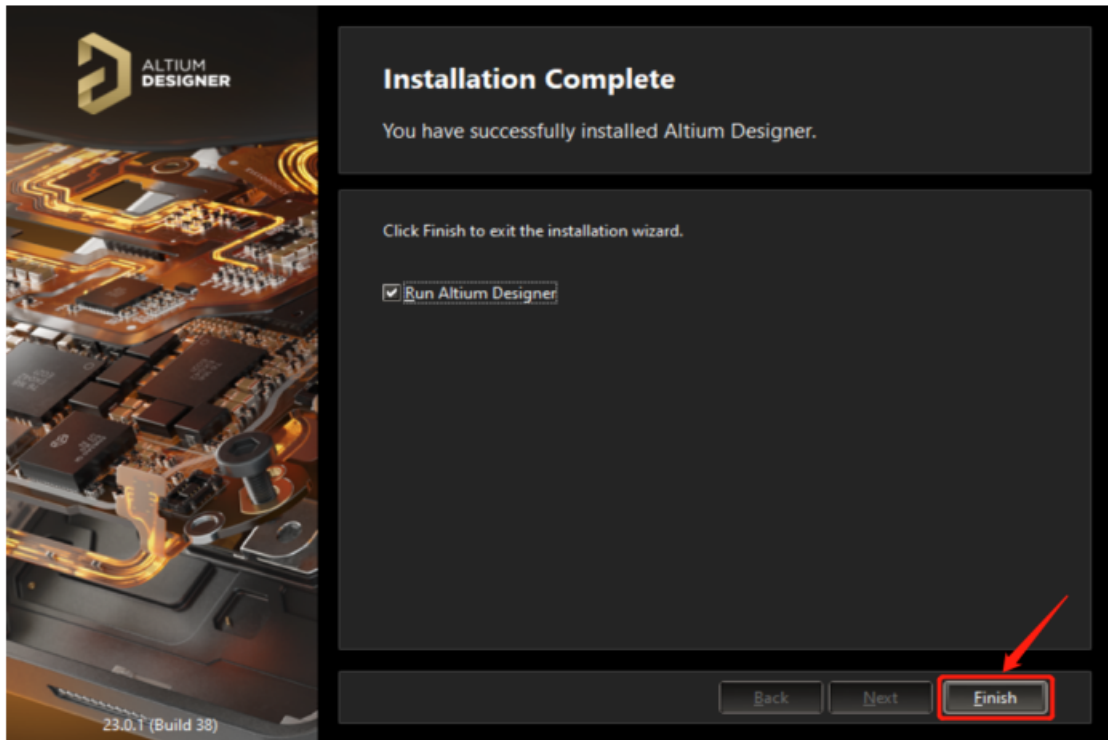 ALTIUM
DESIGNER
Installation Complete
You have successfully installed Altium Designer.
Click Finish to exit the installation wizard.
Run Altium Designer
Back
Next
Finish
23.0.1 (Build 38)